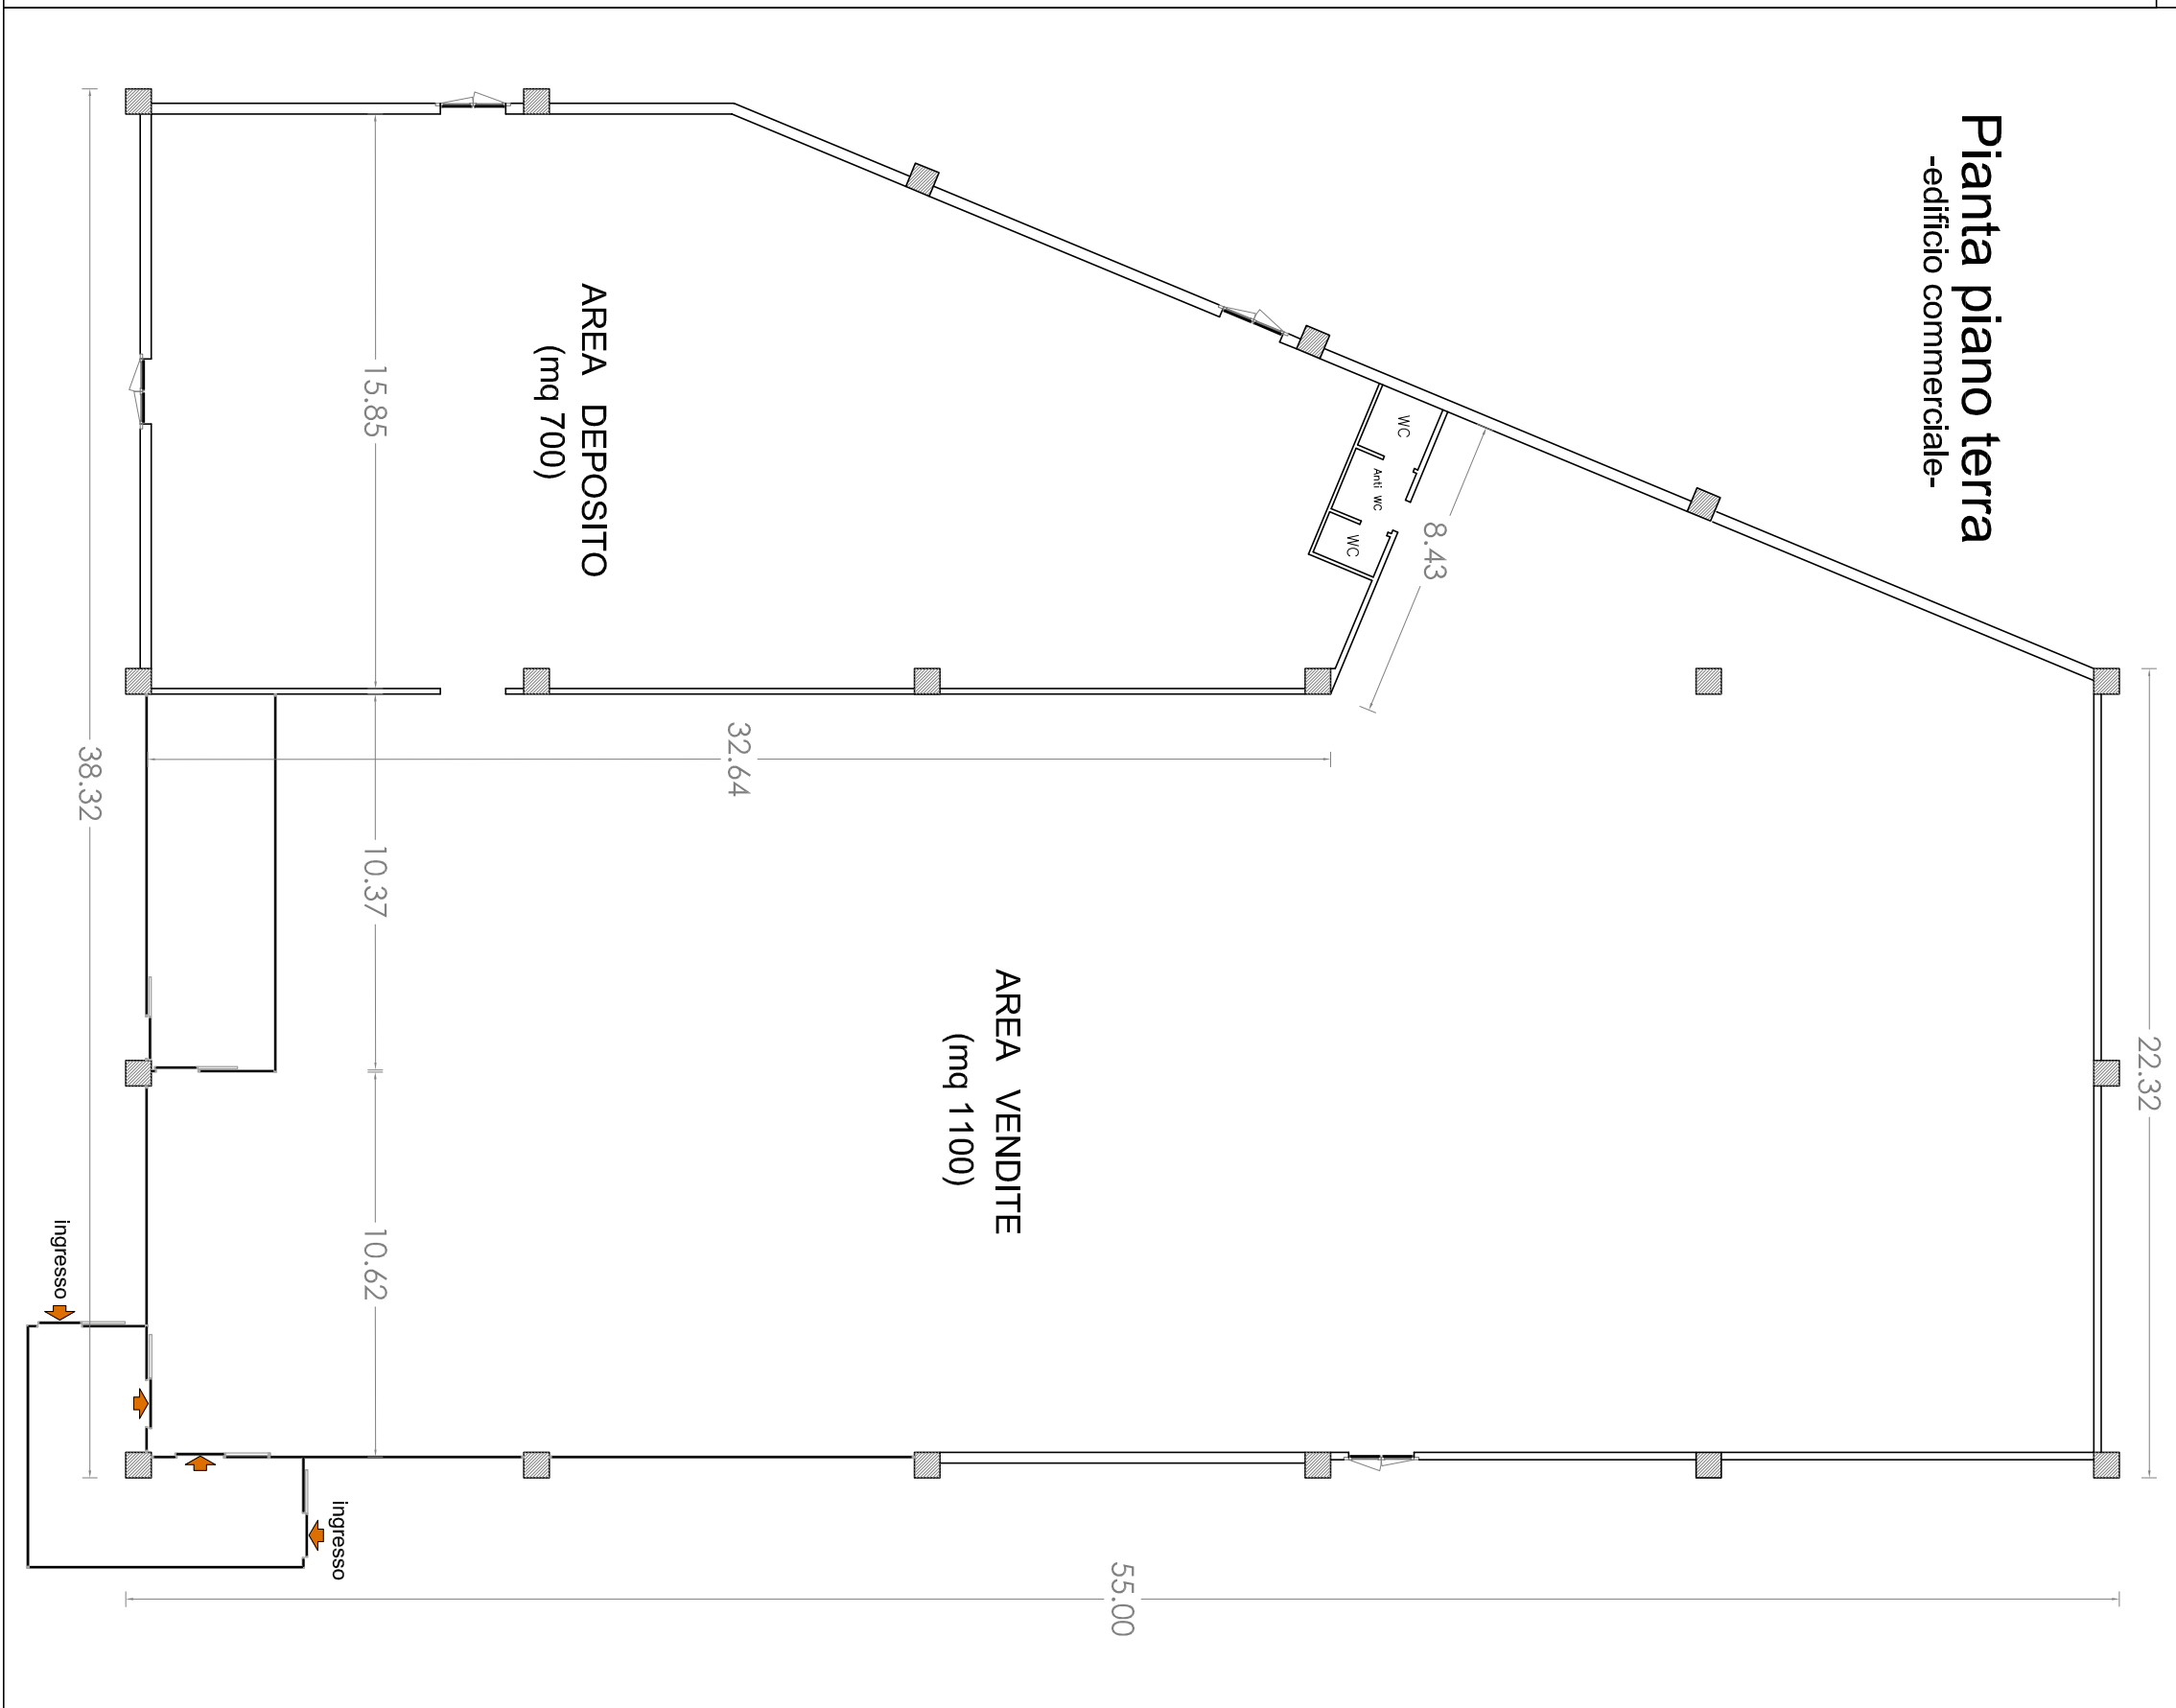 Pianta piano terra
-edificio commerciale-
22.32
8.43
WC
Anti WC
WC
55.00
AREA VENDITE
(mq 1100)
32.64
AREA DEPOSITO
(mq 700)
15.85
10.37
10.62
38.32
ingresso
ingresso